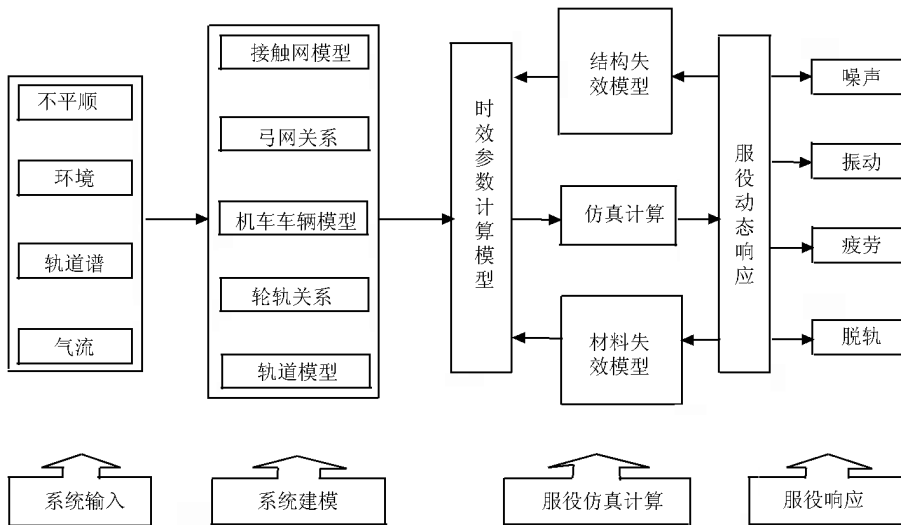 不平顺
环境
轨道谱
气流
接触网模型
弓网关系
机车车辆模型
轮轨关系
轨道模型
时效参数计算模型
结构失
效模型
仿真计算
材料失
效模型
服役动态响应
噪声
振动
疲劳
脱轨
系统输入
系统建模
服役仿真计算
服役响应